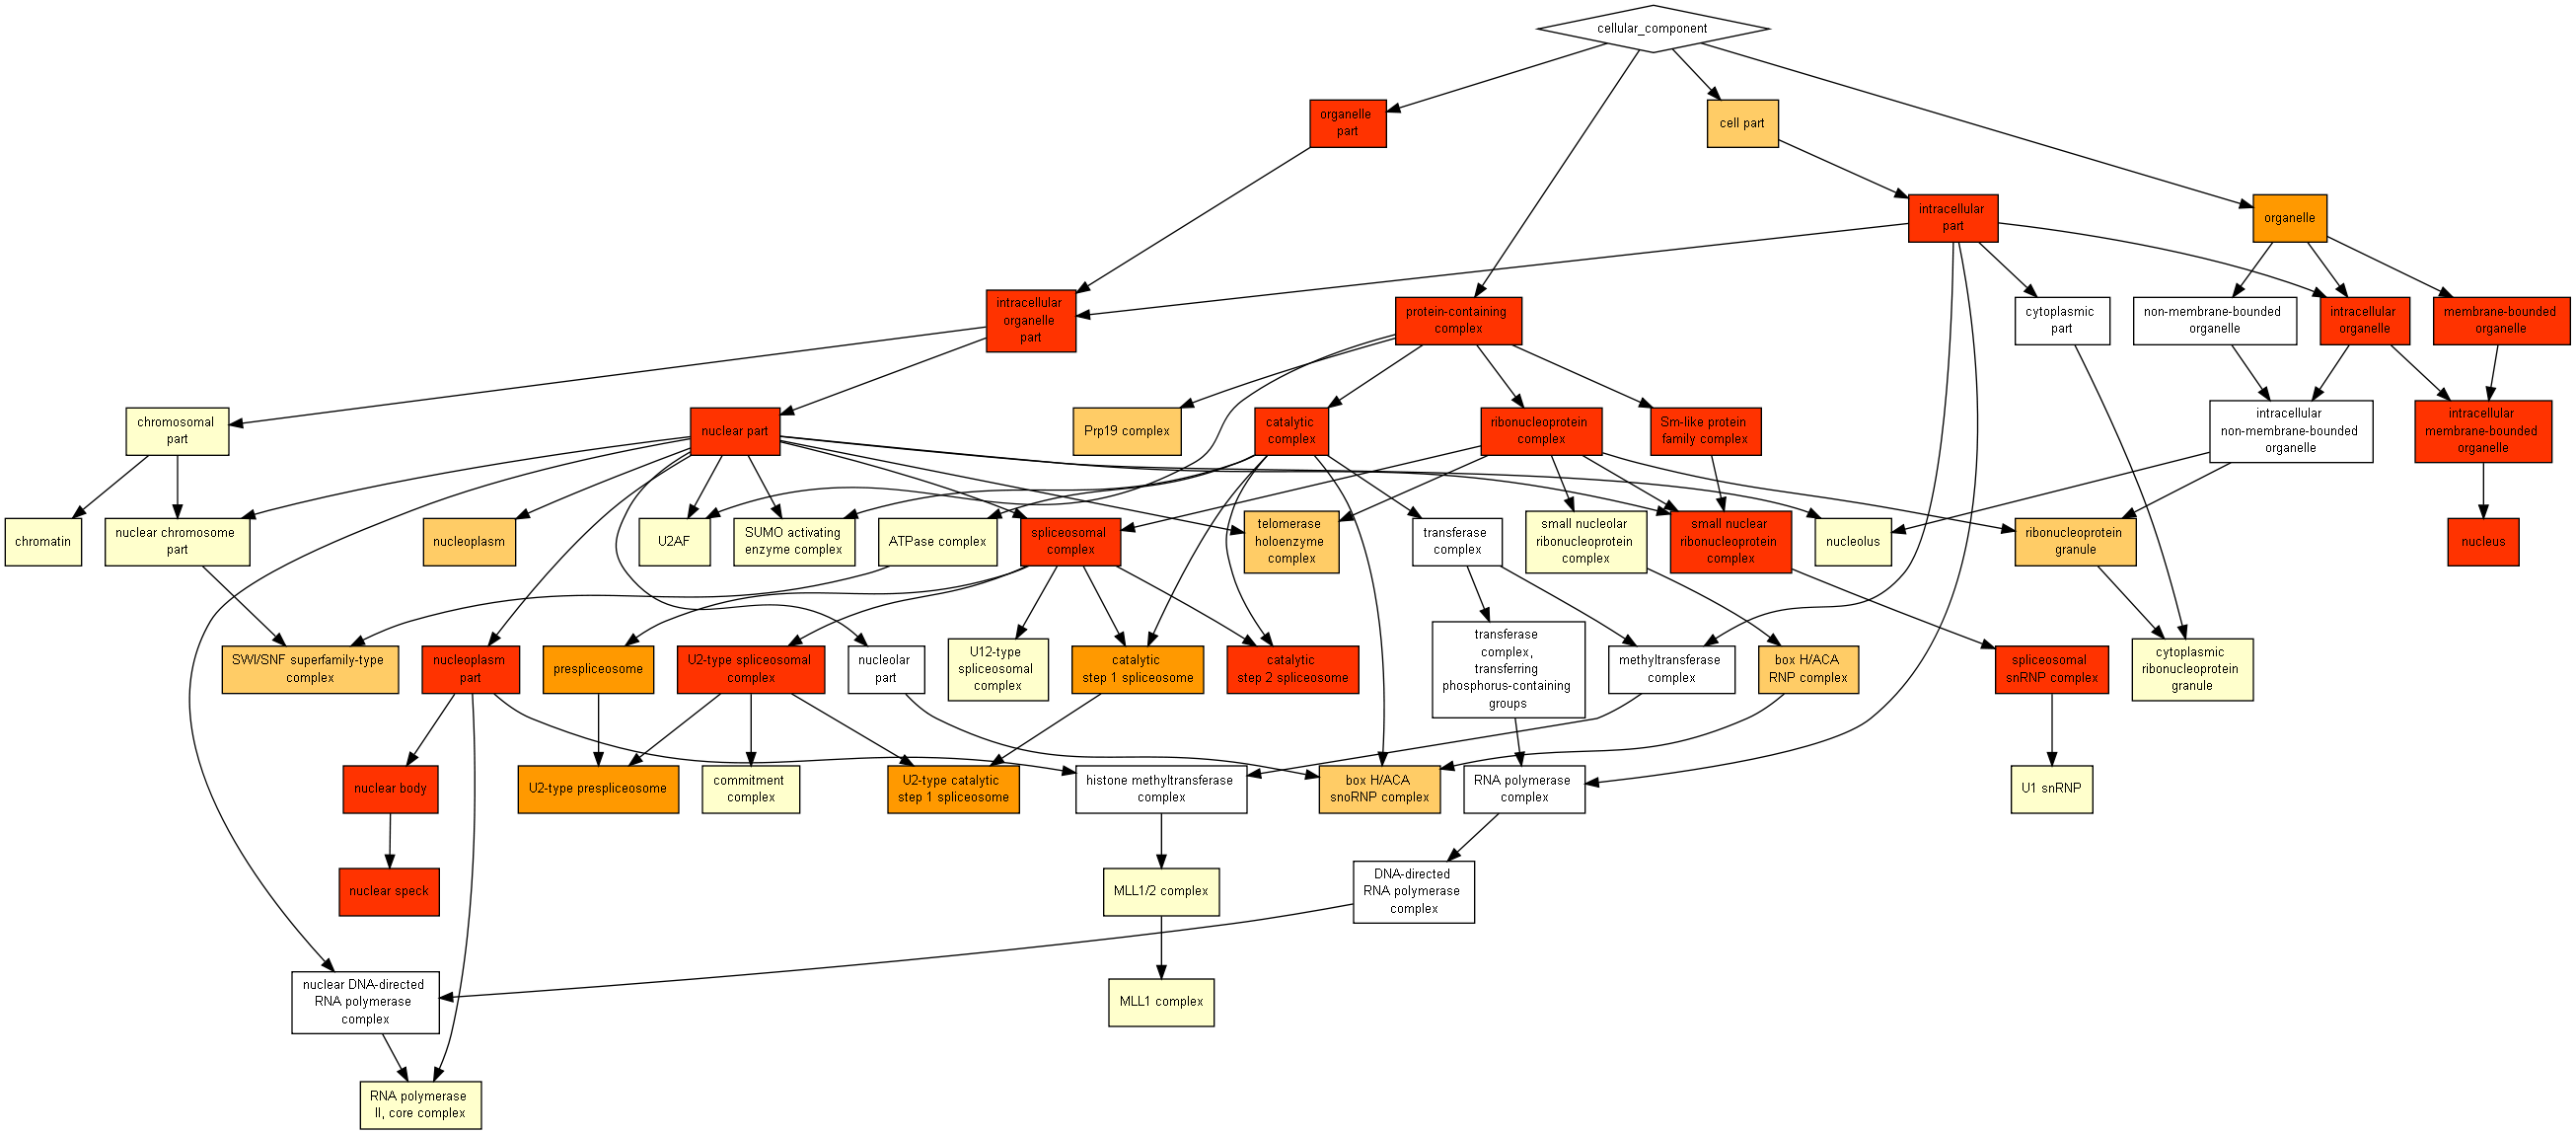 cellular_component
organelle
part
cell part
intracellular
part
organelle
intracellular
organelle
part
protein-containing
complex
cytoplasmic
part
non-membrane-bounded
organelle
intracellular
organelle
membrane-bounded
organelle
chromosomal
part
nuclear part
Prp19 complex
catalytic
complex
ribonucleoprotein
complex
Sm-like protein
family complex
intracellular
non-membrane-bounded
organelle
intracellular
membrane-bounded
organelle
chromatin
nuclear chromosome
part
nucleoplasm
U2AF
SUMO activating
enzyme complex
ATPase complex
spliceosomal
complex
telomerase
holoenzyme
complex
transferase
complex
small nucleolar
ribonucleoprotein
complex
small nuclear
ribonucleoprotein
complex
nucleolus
ribonucleoprotein
granule
nucleus
SWI/SNF superfamily-type
complex
nucleoplasm
part
prespliceosome
U2-type spliceosomal
complex
nucleolar
part
U12-type
spliceosomal
complex
catalytic
step 1 spliceosome
catalytic
step 2 spliceosome
transferase
complex,
transferring
phosphorus-containing
groups
methyltransferase
complex
box H/ACA
RNP complex
spliceosomal
snRNP complex
cytoplasmic
ribonucleoprotein
granule
nuclear body
U2-type prespliceosome
commitment
complex
U2-type catalytic
step 1 spliceosome
histone methyltransferase
complex
box H/ACA
snoRNP complex
RNA polymerase
complex
U1 snRNP
nuclear speck
MLL1/2 complex
DNA-directed
RNA polymerase
complex
nuclear DNA-directed
RNA polymerase
complex
MLL1 complex
RNA polymerase
II, core complex